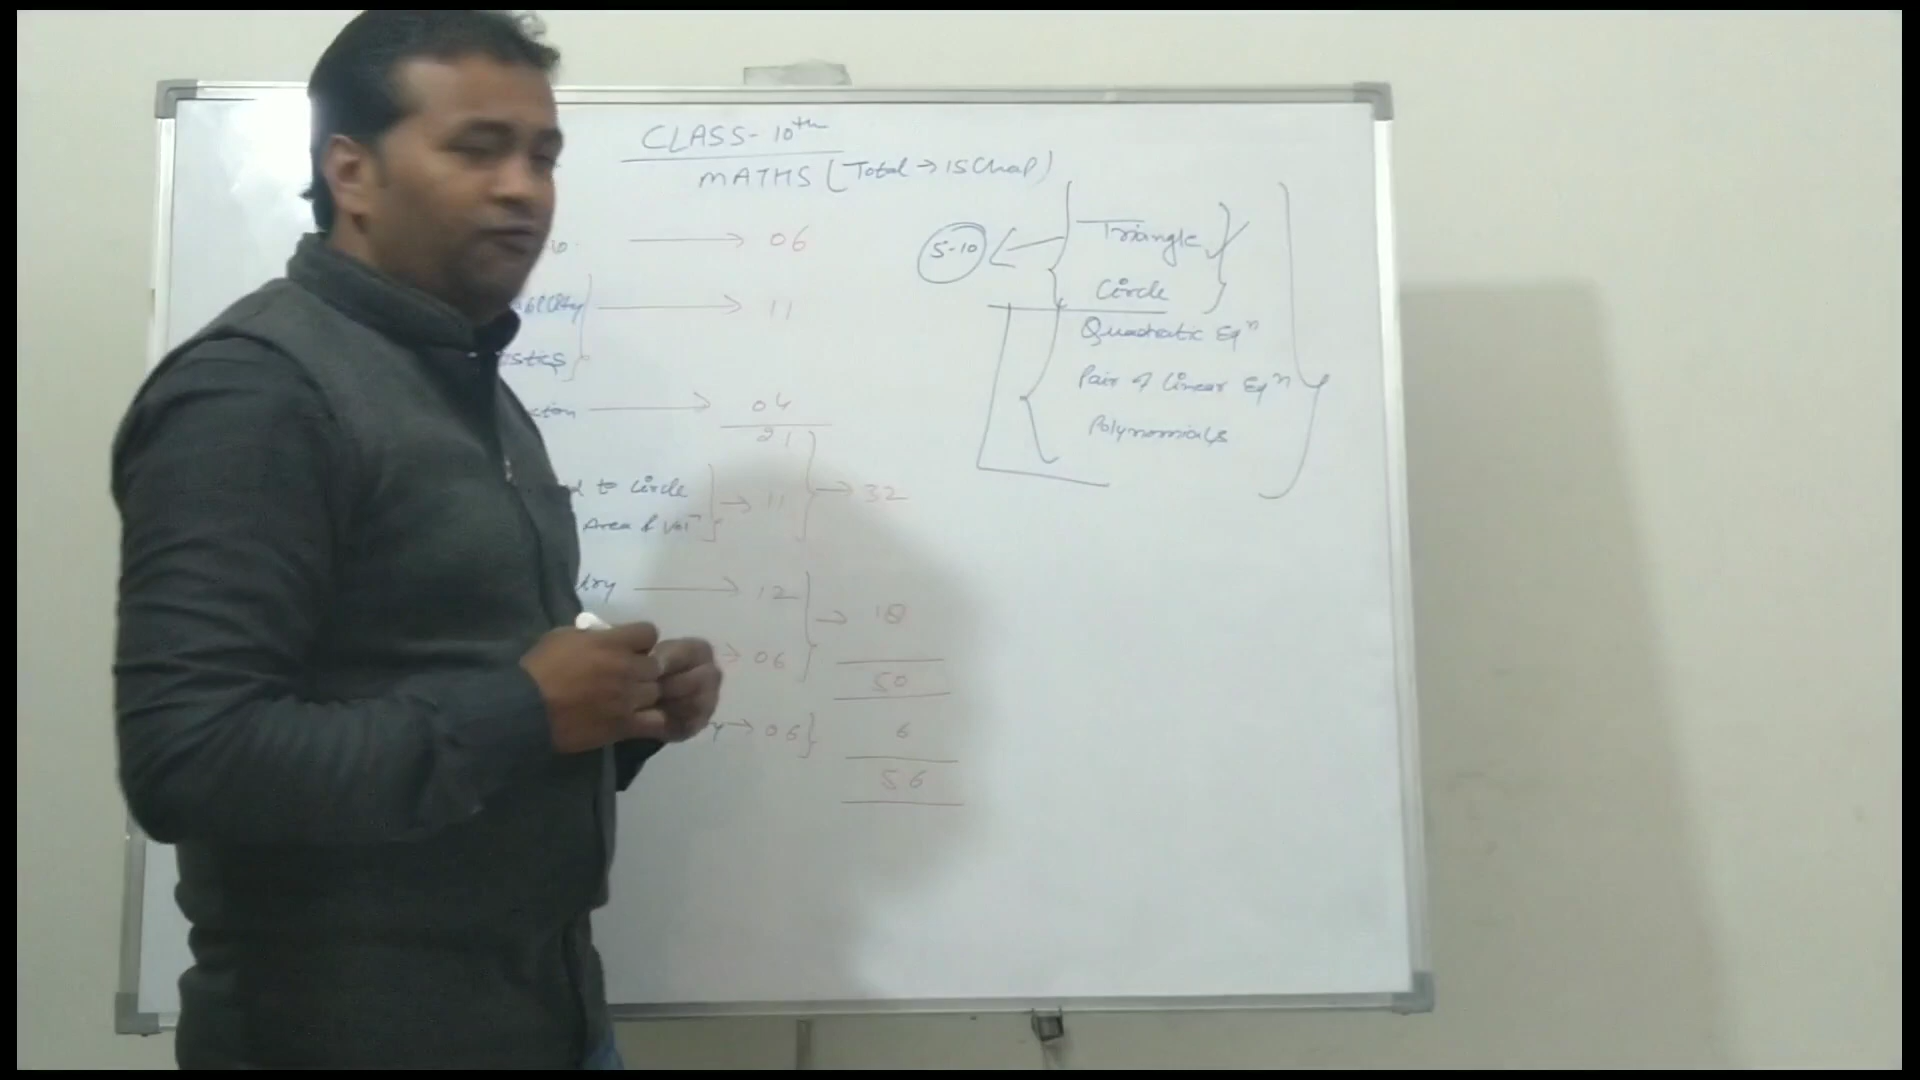 CLASS-10th
MATHS (Total → 15 Chap)
→ 06
→ 11
→ 04
21
to Circle
Area & Vol → 11 → 32
→ 12
→ 06 → 18
50
→ 06 6
56
5-10
Triangle
Circle
Quadratic Eqn
Pair of Linear Eqn
Polynomials